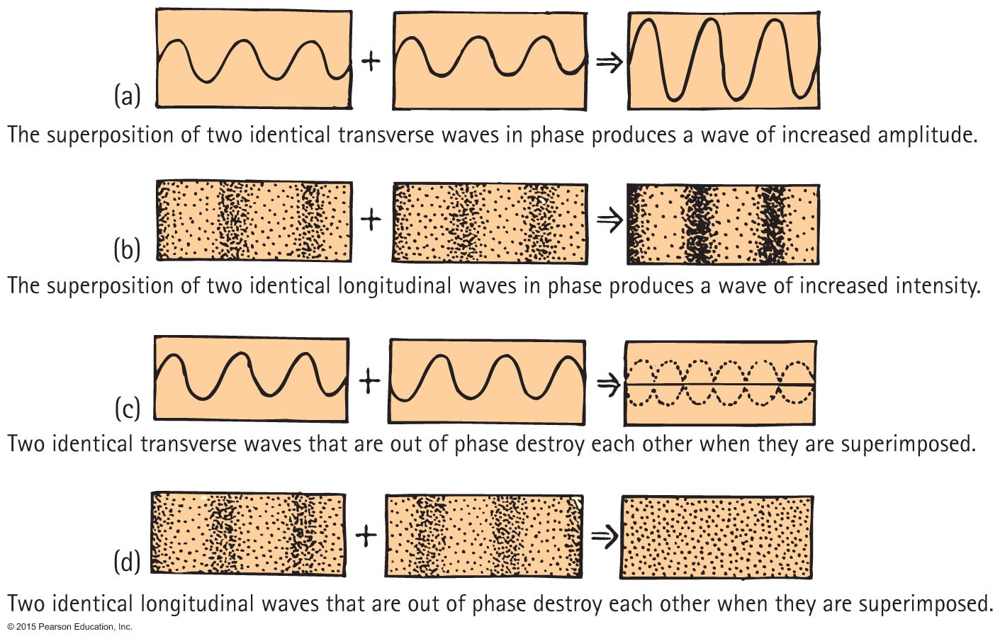 (a)
The superposition of two identical transverse waves in phase produces a wave of increased amplitude.
(b)
The superposition of two identical longitudinal waves in phase produces a wave of increased intensity.
(c)
Two identical transverse waves that are out of phase destroy each other when they are superimposed.
(d)
Two identical longitudinal waves that are out of phase destroy each other when they are superimposed.
© 2015 Pearson Education, Inc.